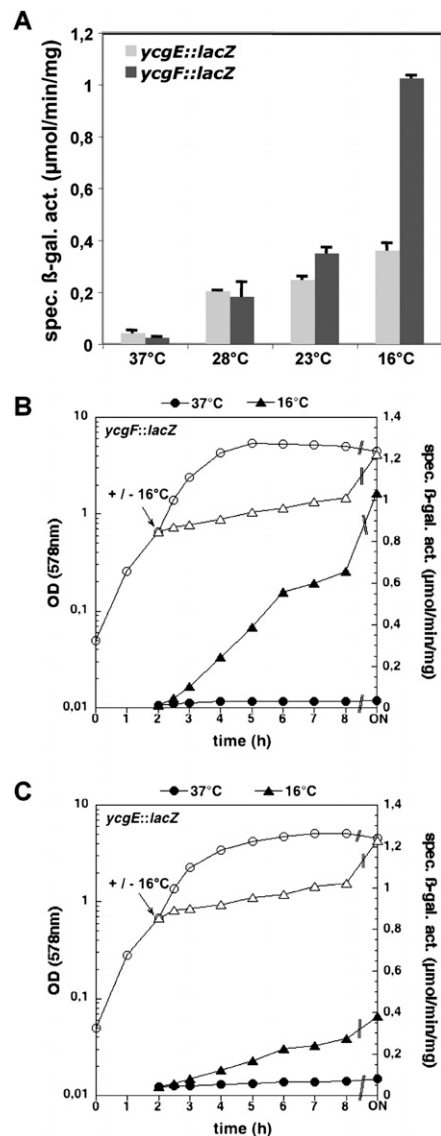 A
spec. ß-gal. act. (µmol/min/mg)
1,2
1
0,8
0,6
0,4
0,2
0
ycgE::lacZ
ycgF::lacZ
37°C 28°C 23°C 16°C
B
37°C 16°C
ycgF::lacZ
+ / - 16°C
OD (578nm)
10
1
0.1
0,01
spec. ß-gal. act. (µmol/min/mg)
1,4
1,2
1
0,8
0,6
0,4
0,2
0
0 1 2 3 4 5 6 7 8 ON
time (h)
C
37°C 16°C
ycgE::lacZ
+ / - 16°C
OD (578nm)
10
1
0.1
0,01
spec. ß-gal. act. (µmol/min/mg)
1,4
1,2
1
0,8
0,6
0,4
0,2
0
0 1 2 3 4 5 6 7 8 ON
time (h)